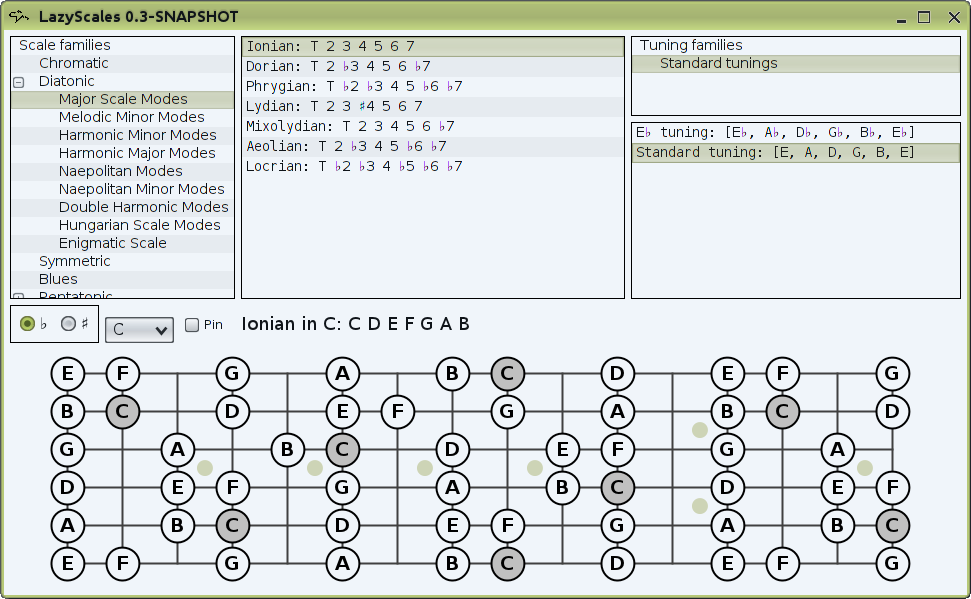 LazyScales 0.3-SNAPSHOT
Scale families
Chromatic
Diatonic
Major Scale Modes
Melodic Minor Modes
Harmonic Minor Modes
Harmonic Major Modes
Naepolitan Modes
Naepolitan Minor Modes
Double Harmonic Modes
Hungarian Scale Modes
Enigmatic Scale
Symmetric
Blues
Pentatonic
Ionian: T 2 3 4 5 6 7
Dorian: T 2 ♭3 4 5 6 ♭7
Phrygian: T ♭2 ♭3 4 5 ♭6 ♭7
Lydian: T 2 3 ♯4 5 6 7
Mixolydian: T 2 3 4 5 6 ♭7
Aeolian: T 2 ♭3 4 5 ♭6 ♭7
Locrian: T ♭2 ♭3 4 ♭5 ♭6 ♭7
Tuning families
Standard tunings
E♭ tuning: [E♭, A♭, D♭, G♭, B♭, E♭]
Standard tuning: [E, A, D, G, B, E]
♭ ♯ C Pin Ionian in C: C D E F G A B
E F G A B C D E F G
B C D E F G A B C D
G A B C D E F G A
D E F G A B C D E F
A B C D E F G A B C
E F G A B C D E F G